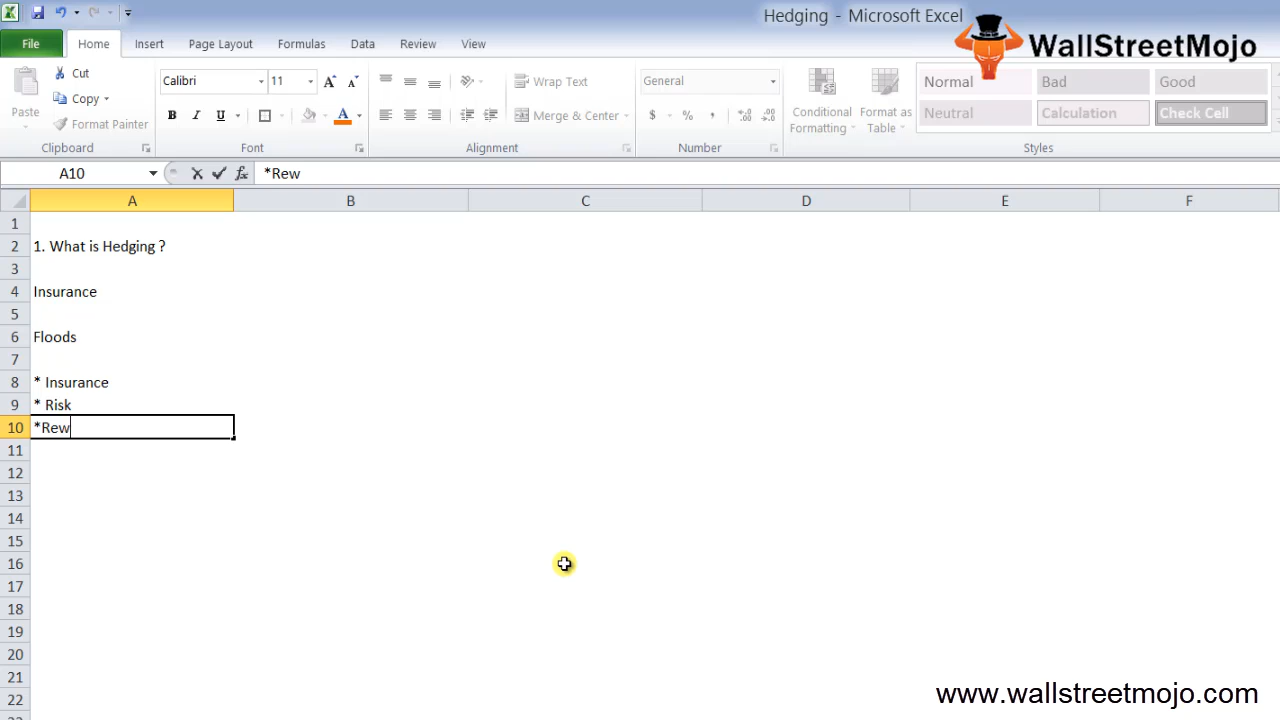 Hedging - Microsoft Excel
WallStreetMojo
File Home Insert Page Layout Formulas Data Review View
Paste
Cut
Copy
Format Painter
Clipboard
Calibri 11
B I U
Font
Wrap Text
Merge & Center
Alignment
General
$ % ,
Number
Conditional Formatting
Format as Table
Normal Bad Good
Neutral Calculation Check Cell
Styles
A10 fx *Rew
A B C D E F
1
2 1. What is Hedging ?
3
4 Insurance
5
6 Floods
7
8 * Insurance
9 * Risk
10 *Rew
11
12
13
14
15
16
17
18
19
20
21
22
www.wallstreetmojo.com